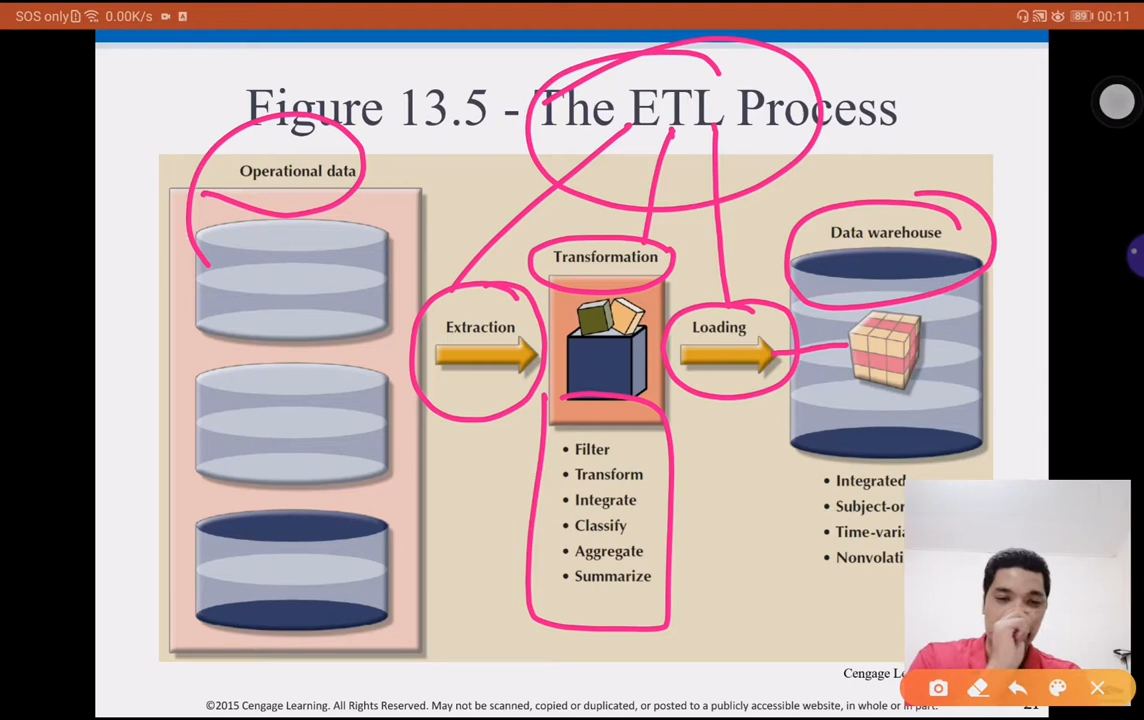 SOS only 0.00K/s 89 00:11
Figure 13.5 - The ETL Process
Operational data
Extraction
Transformation
• Filter
• Transform
• Integrate
• Classify
• Aggregate
• Summarize
Loading
Data warehouse
• Integrated
• Subject-or
• Time-varia
• Nonvolati
Cengage Le
©2015 Cengage Learning. All Rights Reserved. May not be scanned, copied or duplicated, or posted to a publicly accessible website, in whole or in part.